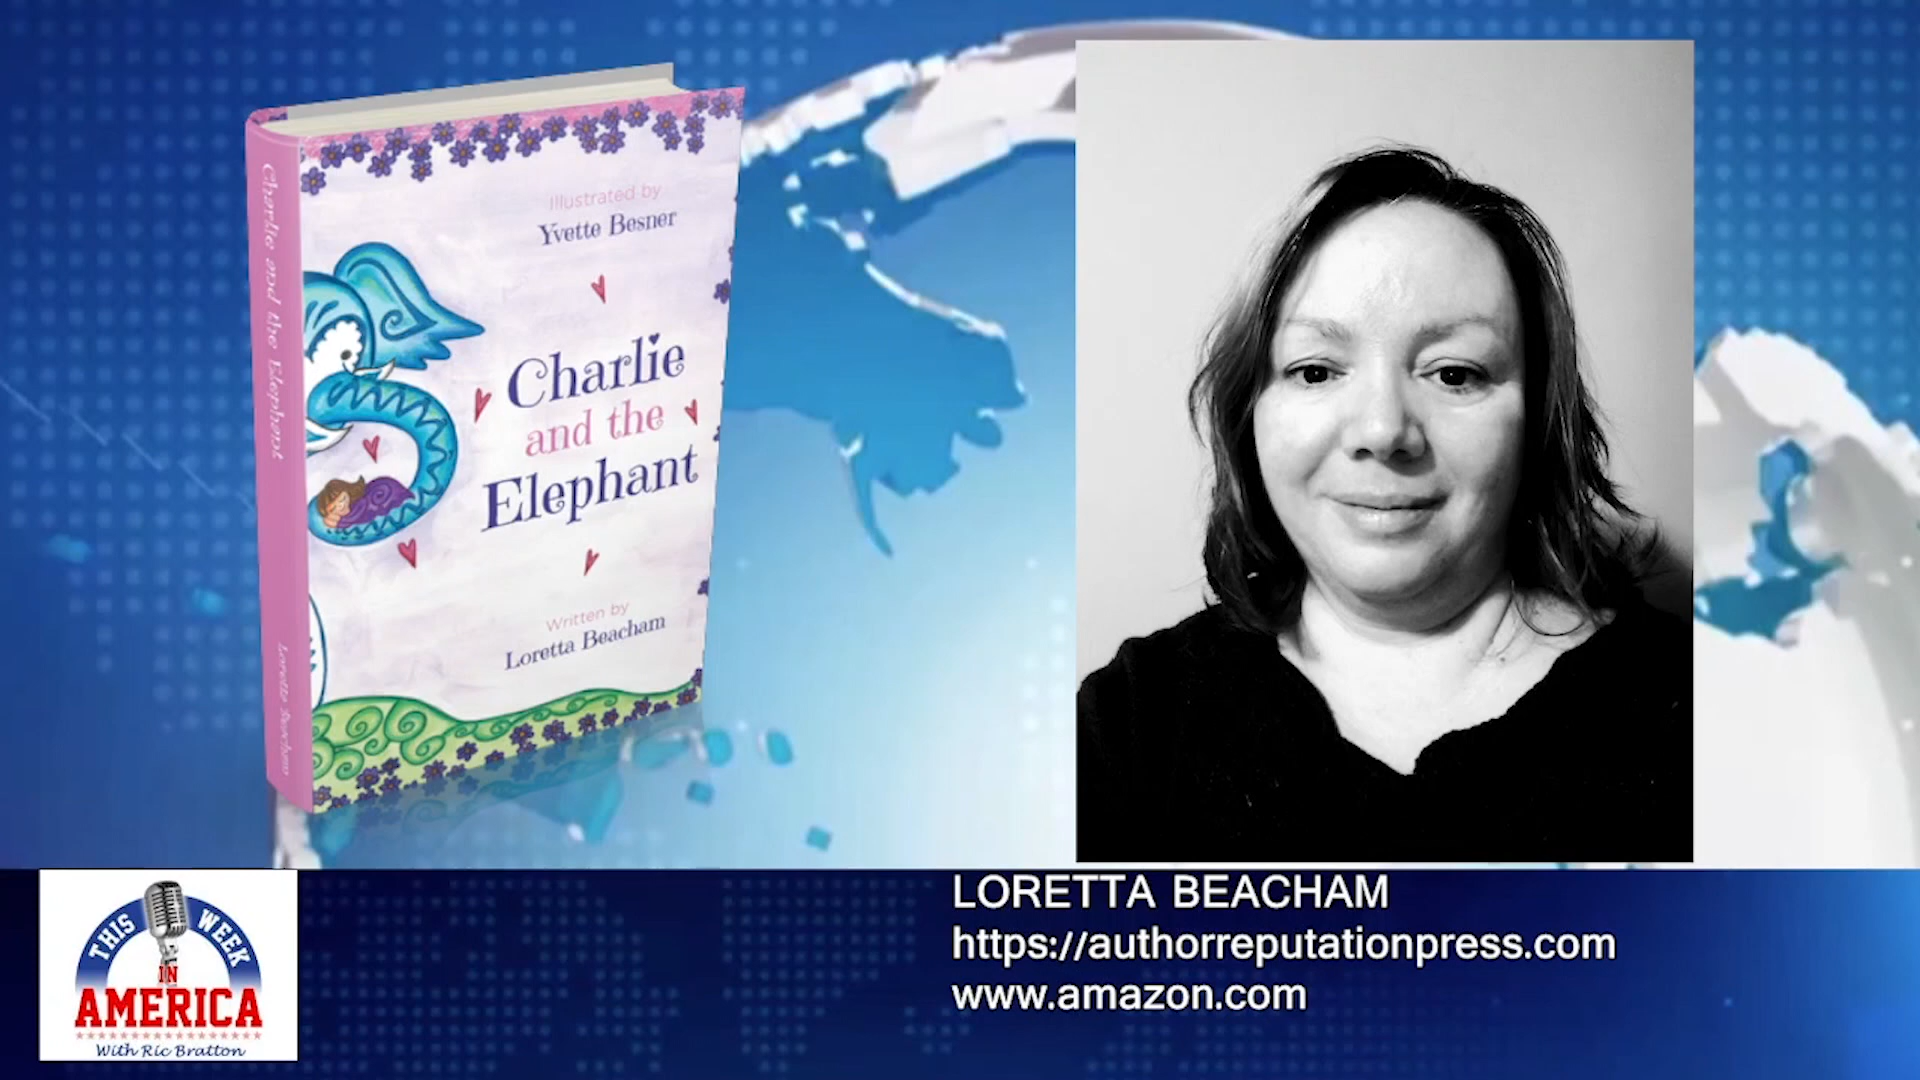 Charlie and the Elephant
Loretta Beacham
Illustrated by
Yvette Besner
Charlie
and the
Elephant
Written by
Loretta Beacham
THIS WEEK
IN
AMERICA
With Ric Bratton
LORETTA BEACHAM
https://authorreputationpress.com
www.amazon.com